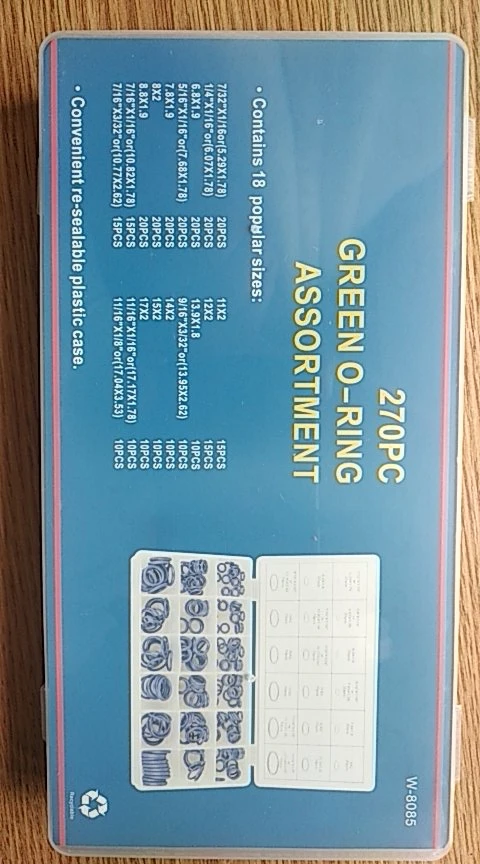 W-8085
270PC
GREEN O-RING
ASSORTMENT
• Contains 18 popular sizes:
7/32"X1/16or(5.29X1.78) 20PCS 11X2 15PCS
1/4"X1/16"or(6.07X1.78) 20PCS 12X2 15PCS
6.8X1.9 20PCS 13.9X1.8 10PCS
5/16"X1/16"or(7.68X1.78) 20PCS 9/16"X3/32"or(13.95X2.62) 10PCS
7.8X1.9 20PCS 14X2 10PCS
8X2 20PCS 15X2 10PCS
8.8X1.9 20PCS 17X2 10PCS
7/16"X1/16"or(10.82X1.78) 15PCS 11/16"X1/16"or(17.17X1.78) 10PCS
7/16"X3/32"or(10.77X2.62) 15PCS 11/16"X1/8"or(17.04X3.53) 10PCS
• Convenient re-sealable plastic case.
Recyclable